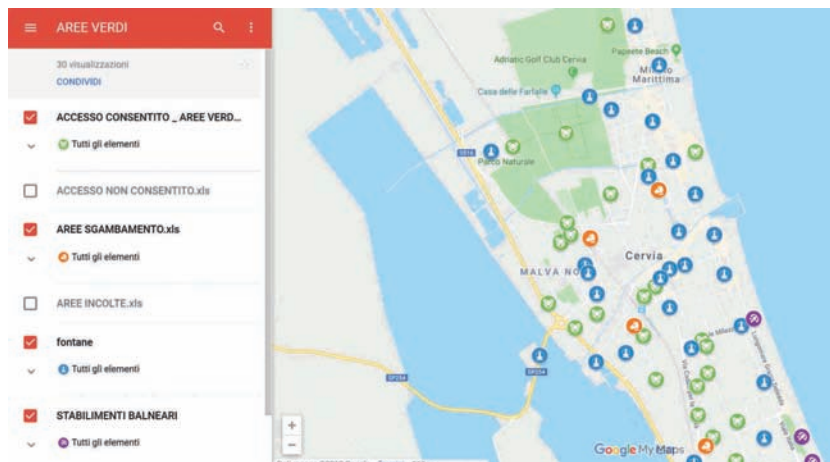 AREE VERDI
30 visualizzazioni
CONDIVIDI
ACCESSO CONSENTITO _ AREE VERD...
Tutti gli elementi
ACCESSO NON CONSENTITO.xls
AREE SGAMBAMENTO.xls
Tutti gli elementi
AREE INCOLTE.xls
fontane
Tutti gli elementi
STABILIMENTI BALNEARI
Tutti gli elementi
Adriatic Golf Club Cervia
Papeete Beach
Milano
Marittima
Casa delle Farfalle
SS16
Parco Naturale
Cervia
MALVA NO
SP254
SP254
Google My Maps